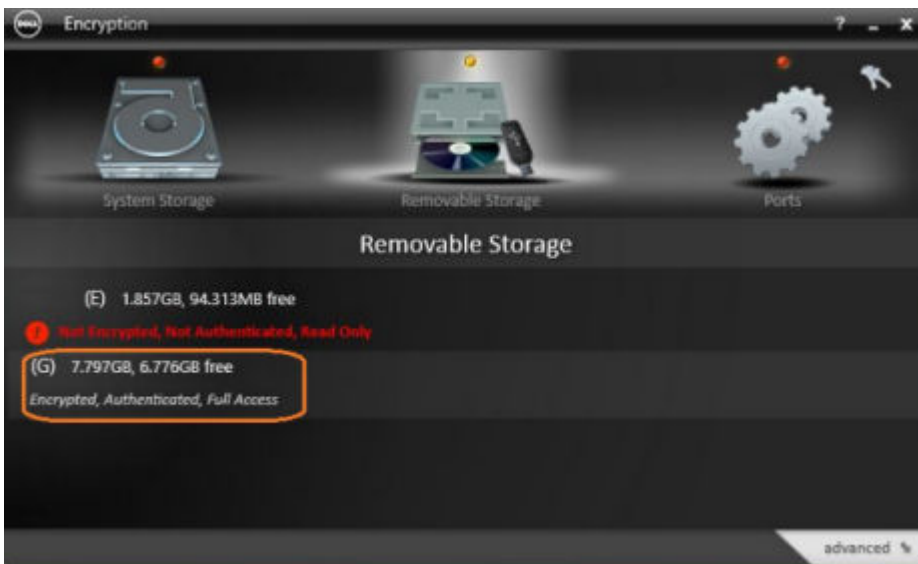 DELL
Encryption
? - x
System Storage
Removable Storage
Ports
Removable Storage
(E) 1.857GB, 94.313MB free
! Not Encrypted, Not Authenticated, Read Only
(G) 7.797GB, 6.776GB free
Encrypted, Authenticated, Full Access
advanced